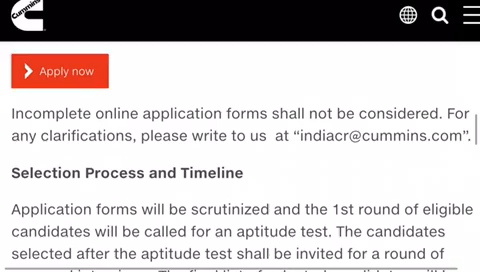 Cummins
Apply now
Incomplete online application forms shall not be considered. For
any clarifications, please write to us at “indiacr@cummins.com”.
Selection Process and Timeline
Application forms will be scrutinized and the 1st round of eligible
candidates will be called for an aptitude test. The candidates
selected after the aptitude test shall be invited for a round of